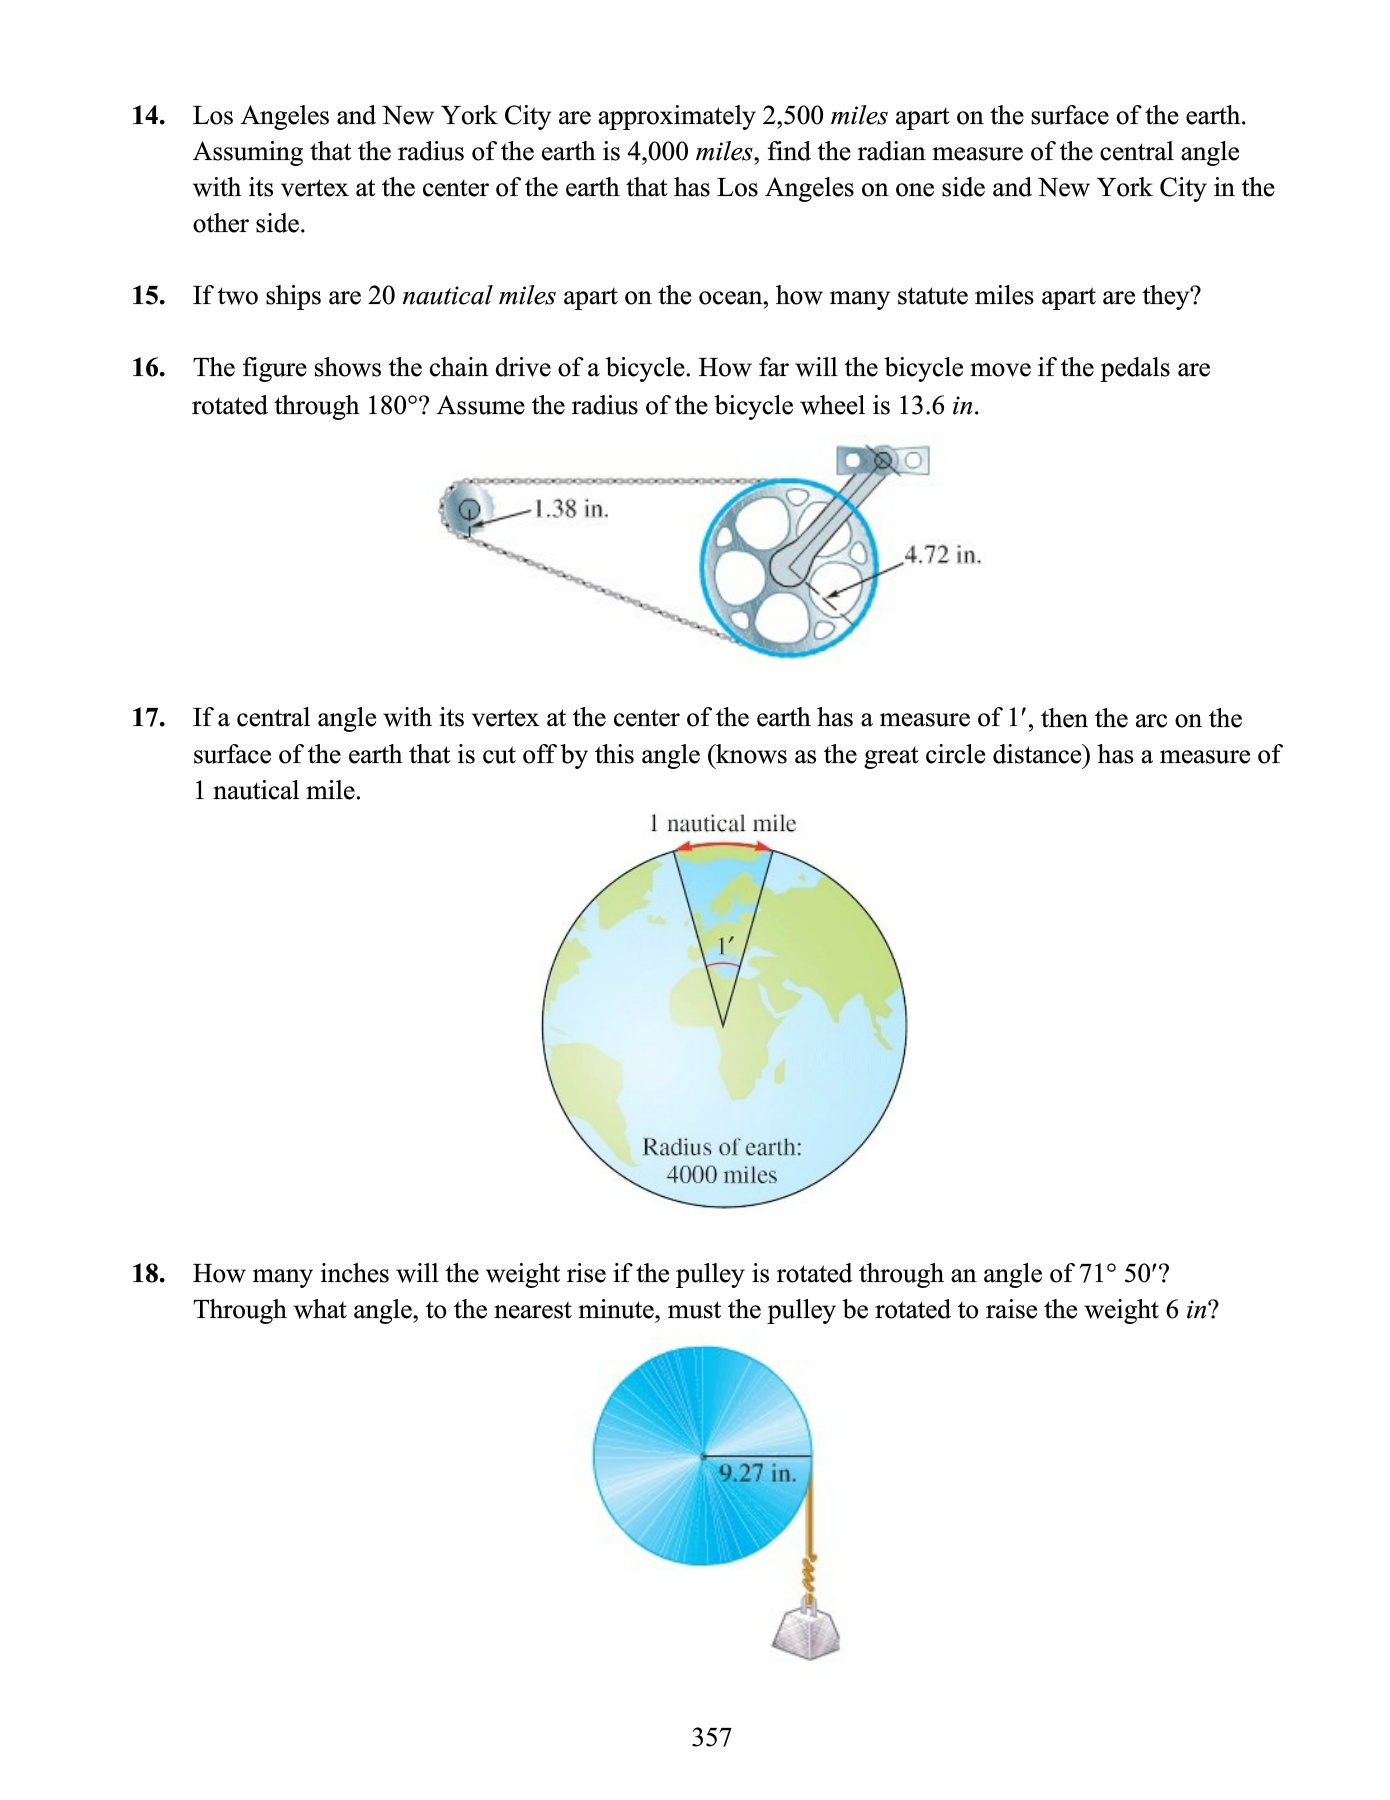 14. Los Angeles and New York City are approximately 2,500 miles apart on the surface of the earth.
Assuming that the radius of the earth is 4,000 miles, find the radian measure of the central angle
with its vertex at the center of the earth that has Los Angeles on one side and New York City in the
other side.
15. If two ships are 20 nautical miles apart on the ocean, how many statute miles apart are they?
16. The figure shows the chain drive of a bicycle. How far will the bicycle move if the pedals are
rotated through 180°? Assume the radius of the bicycle wheel is 13.6 in.
1.38 in.
4.72 in.
17. If a central angle with its vertex at the center of the earth has a measure of 1′, then the arc on the
surface of the earth that is cut off by this angle (knows as the great circle distance) has a measure of
1 nautical mile.
1 nautical mile
1′
Radius of earth:
4000 miles
18. How many inches will the weight rise if the pulley is rotated through an angle of 71° 50′?
Through what angle, to the nearest minute, must the pulley be rotated to raise the weight 6 in?
9.27 in.
357